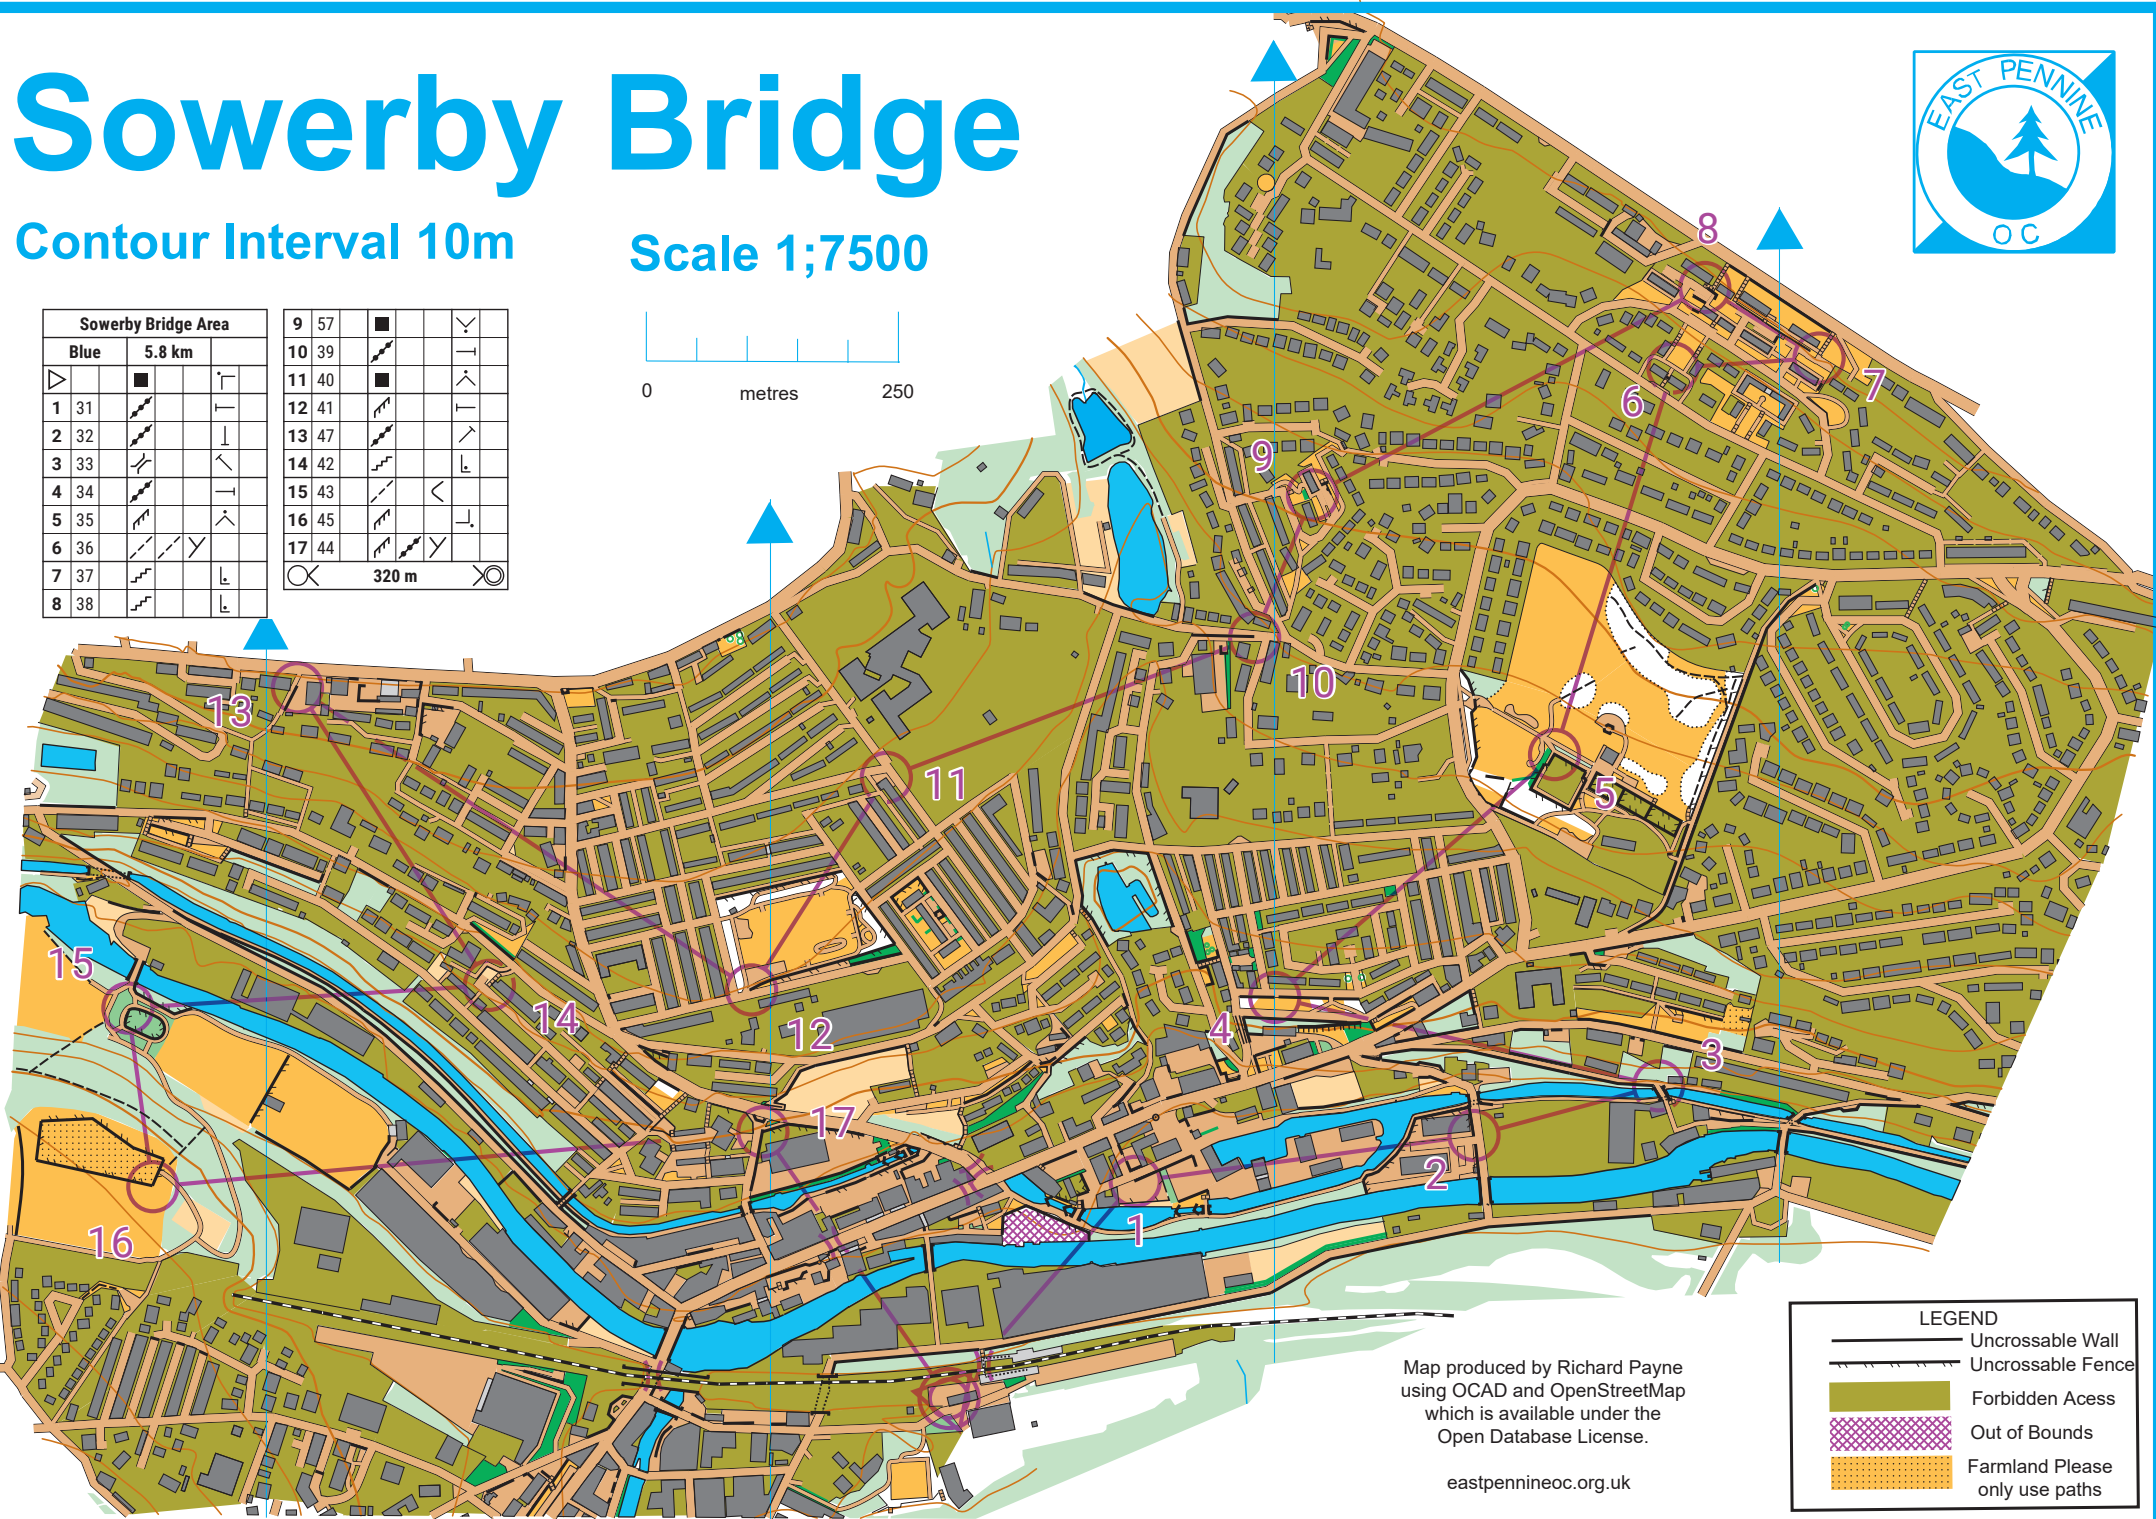 Sowerby Bridge
Contour Interval 10m
Scale 1;7500
0 metres 250
EAST PENNINE
OC
Sowerby Bridge Area
Blue 5.8 km
1 31
2 32
3 33
4 34
5 35
6 36
7 37
8 38
9 57
10 39
11 40
12 41
13 47
14 42
15 43
16 45
17 44
320 m
8
7
6
9
10
5
13
11
15
14
12
4
3
17
2
1
16
Map produced by Richard Payne
using OCAD and OpenStreetMap
which is available under the
Open Database License.
eastpennineoc.org.uk
LEGEND
Uncrossable Wall
Uncrossable Fence
Forbidden Acess
Out of Bounds
Farmland Please
only use paths